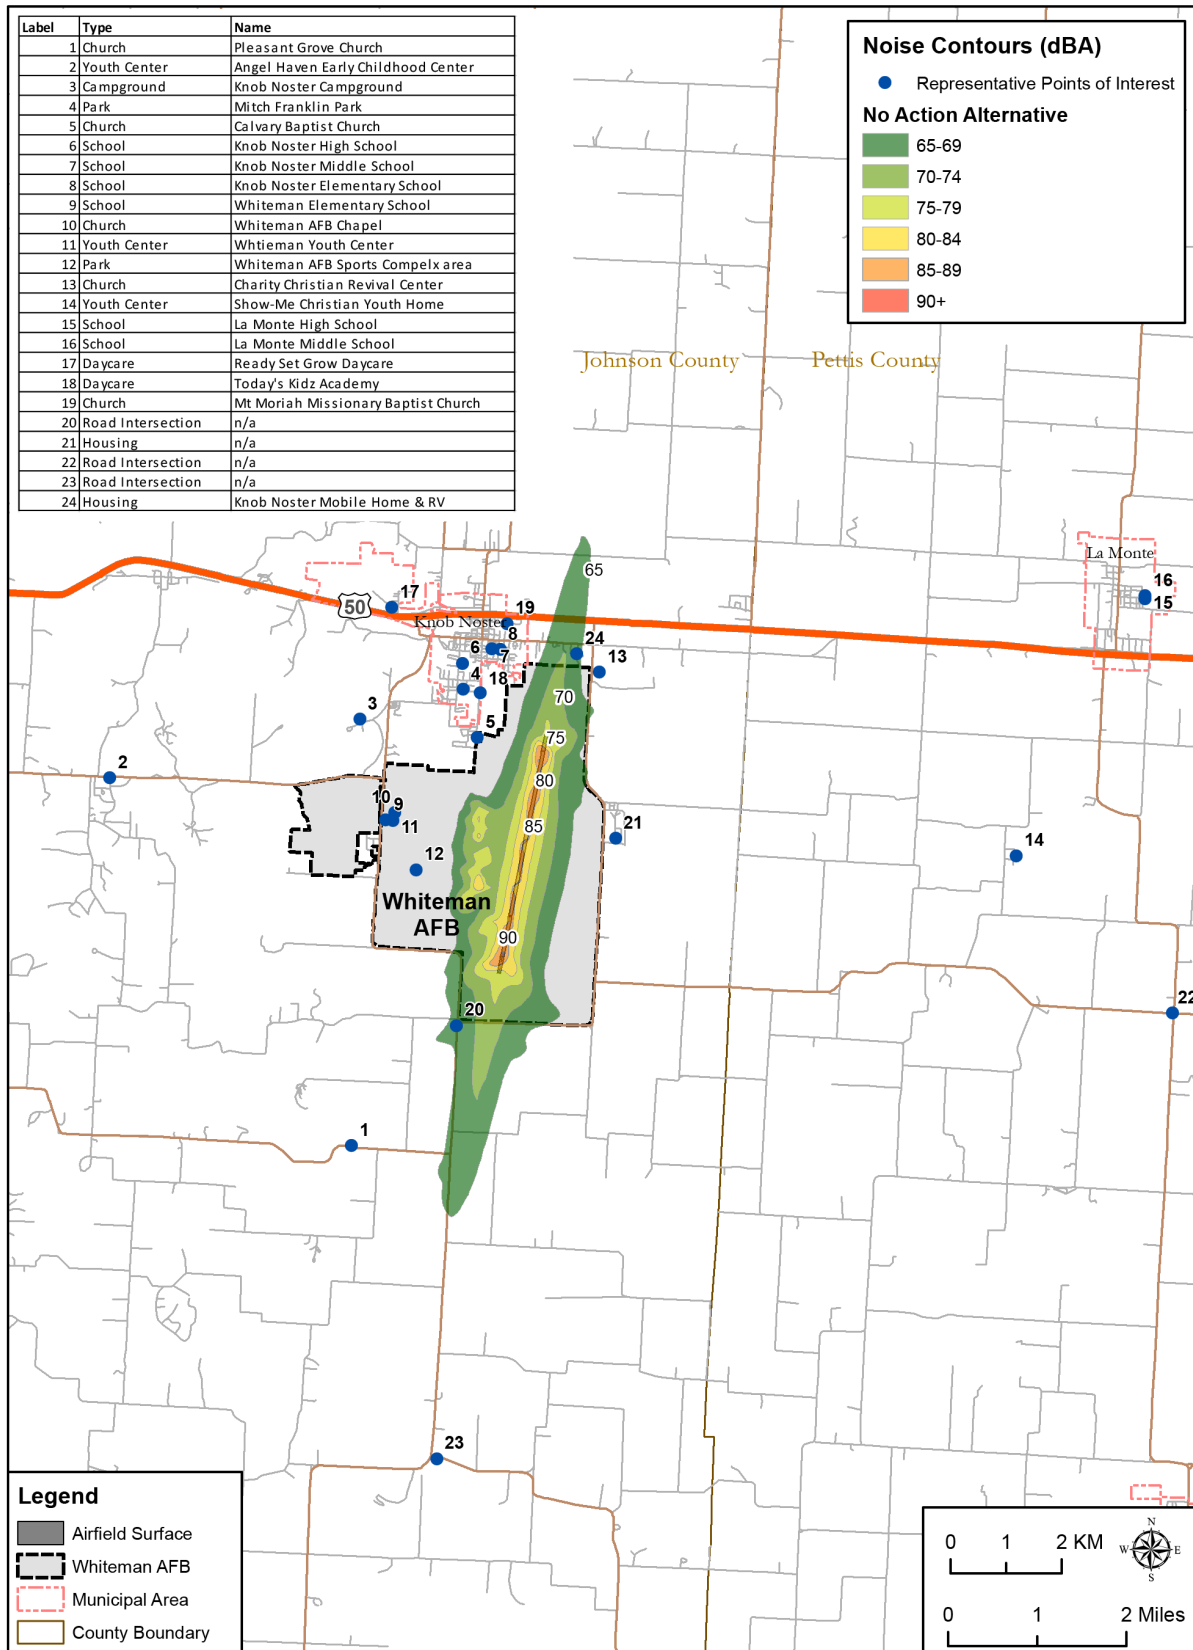 Label Type Name
1 Church Pleasant Grove Church
2 Youth Center Angel Haven Early Childhood Center
3 Campground Knob Noster Campground
4 Park Mitch Franklin Park
5 Church Calvary Baptist Church
6 School Knob Noster High School
7 School Knob Noster Middle School
8 School Knob Noster Elementary School
9 School Whiteman Elementary School
10 Church Whiteman AFB Chapel
11 Youth Center Whtieman Youth Center
12 Park Whiteman AFB Sports Compelx area
13 Church Charity Christian Revival Center
14 Youth Center Show-Me Christian Youth Home
15 School La Monte High School
16 School La Monte Middle School
17 Daycare Ready Set Grow Daycare
18 Daycare Today's Kidz Academy
19 Church Mt Moriah Missionary Baptist Church
20 Road Intersection n/a
21 Housing n/a
22 Road Intersection n/a
23 Road Intersection n/a
24 Housing Knob Noster Mobile Home & RV
Noise Contours (dBA)
Representative Points of Interest
No Action Alternative
65-69
70-74
75-79
80-84
85-89
90+
Johnson County
Pettis County
La Monte
65
16
15
17
50
19
Knob Noster
8
24
6
7
13
4
18
70
3
5
75
2
80
10
9
11
85
21
12
14
Whiteman
AFB
90
20
22
1
23
Legend
Airfield Surface
Whiteman AFB
Municipal Area
County Boundary
0 1 2 KM
N
W E
S
0 1 2 Miles